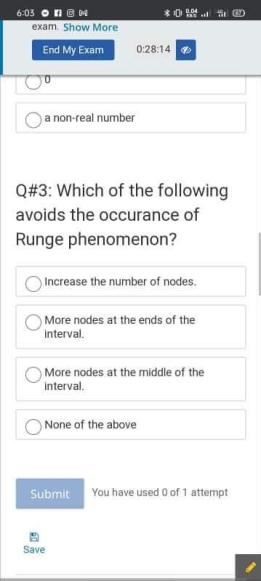 6:03
exam. Show More
End My Exam 0:28:14
0
a non-real number
Q#3: Which of the following
avoids the occurance of
Runge phenomenon?
Increase the number of nodes.
More nodes at the ends of the
interval.
More nodes at the middle of the
interval.
None of the above
Submit You have used 0 of 1 attempt
Save